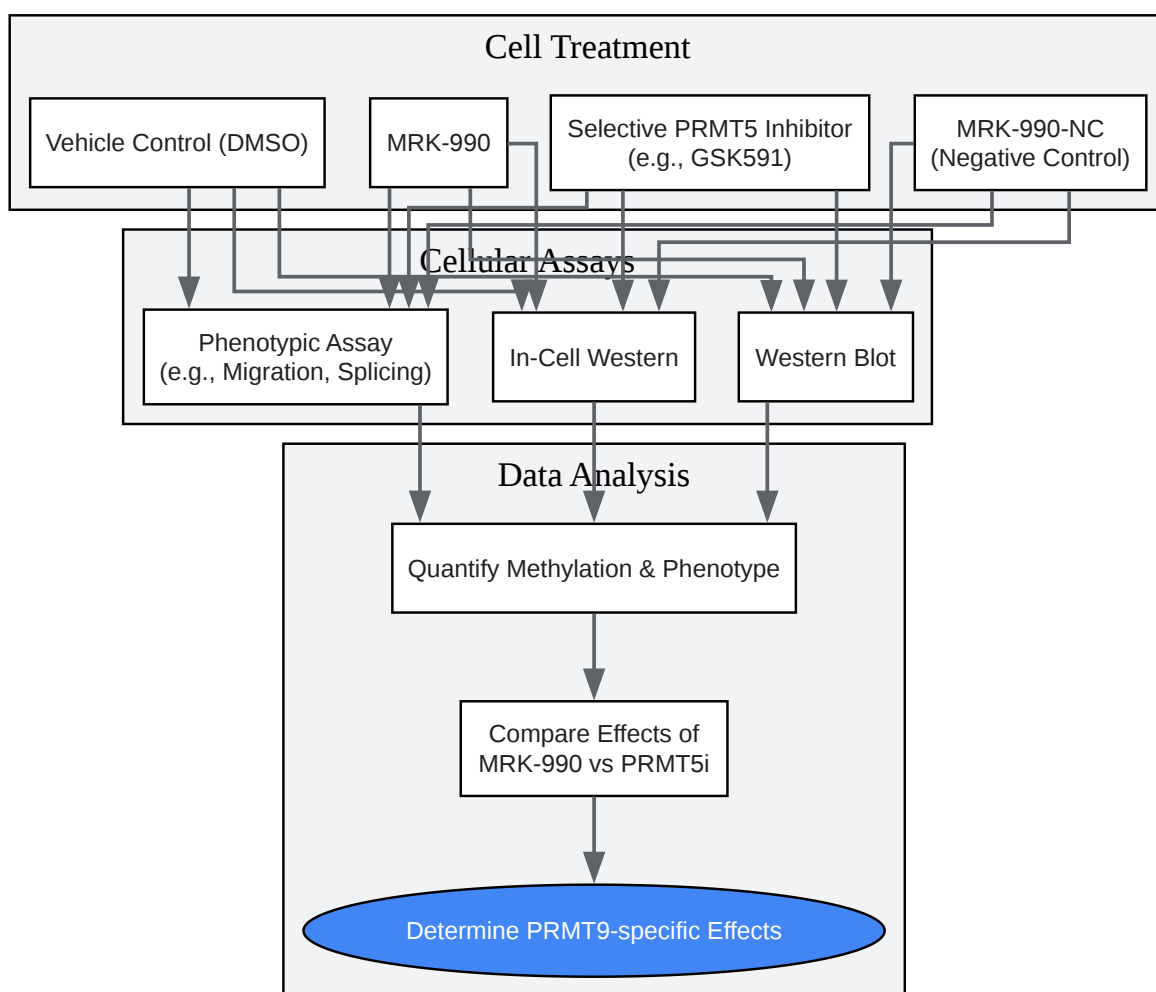 Cell Treatment
Vehicle Control (DMSO)
MRK-990
Selective PRMT5 Inhibitor
(e.g., GSK591)
MRK-990-NC
(Negative Control)
Cellular Assays
Phenotypic Assay
(e.g., Migration, Splicing)
In-Cell Western
Western Blot
Data Analysis
Quantify Methylation & Phenotype
Compare Effects of
MRK-990 vs PRMT5i
Determine PRMT9-specific Effects